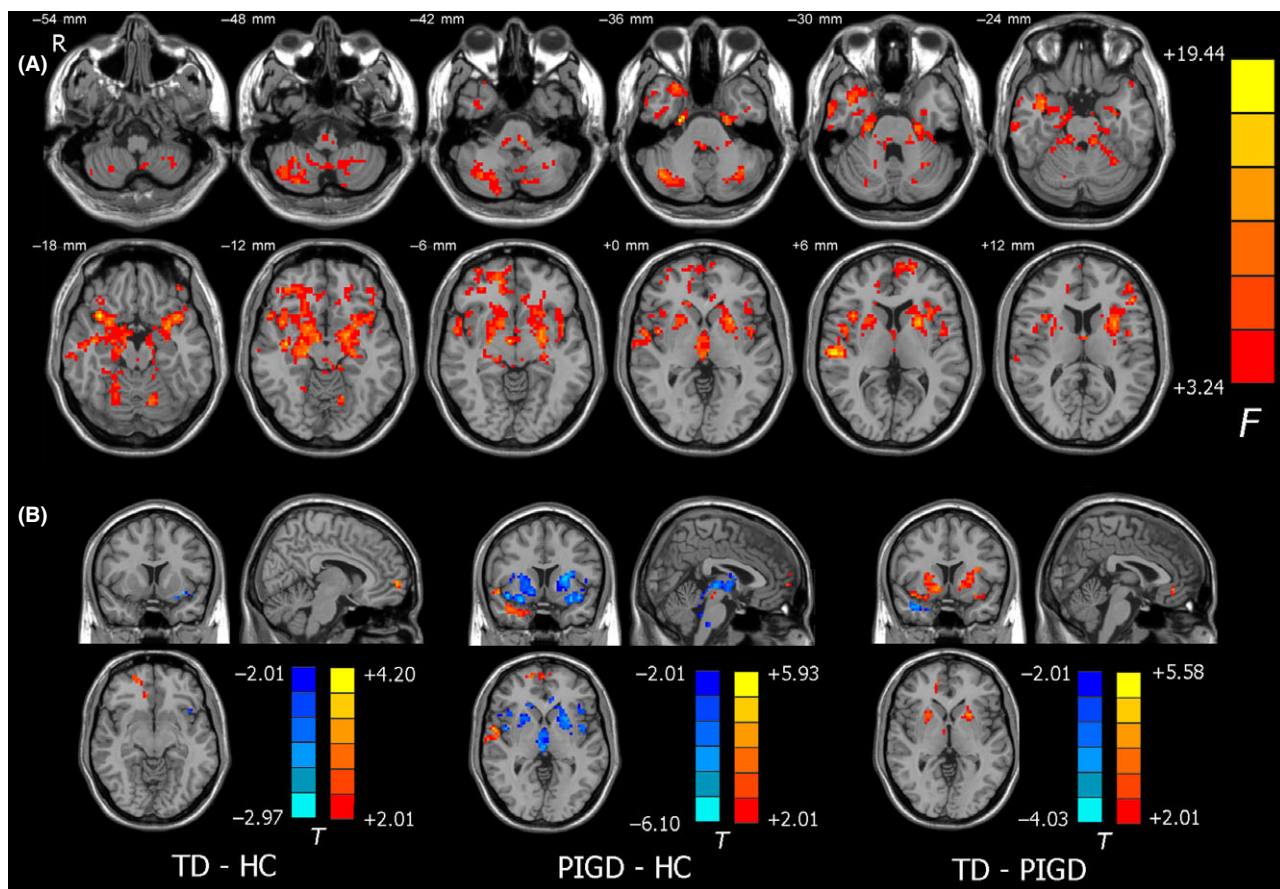 (A)
R
−54 mm −48 mm −42 mm −36 mm −30 mm −24 mm
+19.44
−18 mm −12 mm −6 mm +0 mm +6 mm +12 mm
+3.24
F
(B)
−2.01 +4.20 −2.01 +5.93 −2.01 +5.58
−2.97 +2.01 −6.10 +2.01 −4.03 +2.01
T T T
TD - HC PIGD - HC TD - PIGD